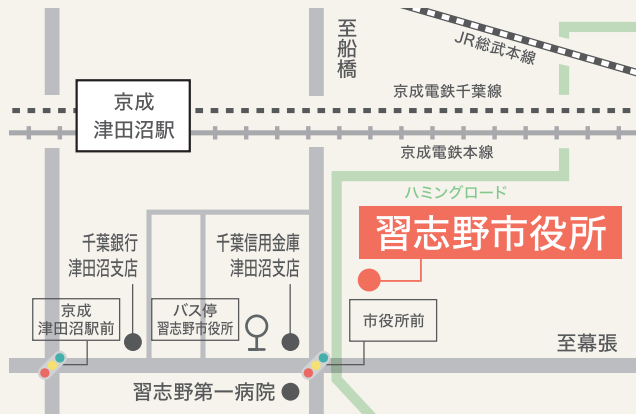 至船橋
JR総武本線
京成電鉄千葉線
京成
津田沼駅
京成電鉄本線
ハミングロード
習志野市役所
千葉銀行
津田沼支店
千葉信用金庫
津田沼支店
京成
津田沼駅前
バス停
習志野市役所
市役所前
至幕張
習志野第一病院